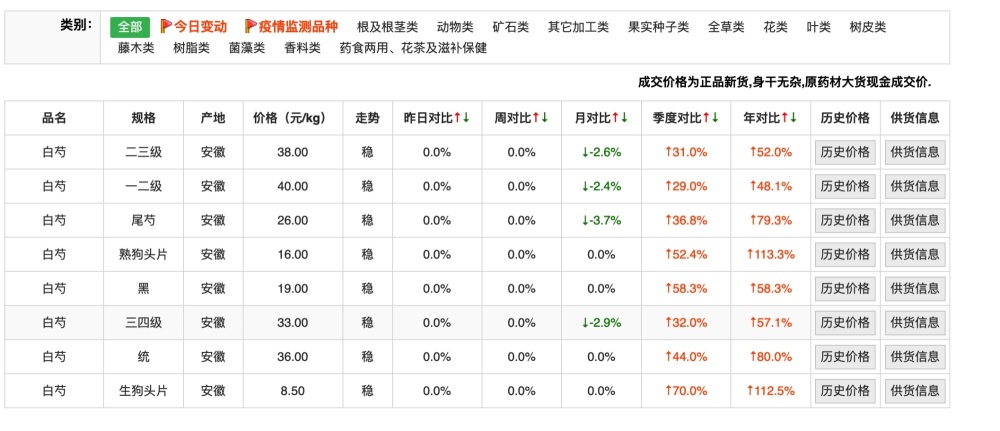 类别： 全部 今日变动 疫情监测品种 根及根茎类 动物类 矿石类 其它加工类 果实种子类 全草类 花类 叶类 树皮类
藤木类 树脂类 菌藻类 香料类 药食两用、花茶及滋补保健
成交价格为正品新货,身干无杂,原药材大货现金成交价.
品名 规格 产地 价格（元/kg） 走势 昨日对比↑↓ 周对比↑↓ 月对比↑↓ 季度对比↑↓ 年对比↑↓ 历史价格 供货信息
白芍 二三级 安徽 38.00 稳 0.0% 0.0% ↓-2.6% ↑31.0% ↑52.0% 历史价格 供货信息
白芍 一二级 安徽 40.00 稳 0.0% 0.0% ↓-2.4% ↑29.0% ↑48.1% 历史价格 供货信息
白芍 尾芍 安徽 26.00 稳 0.0% 0.0% ↓-3.7% ↑36.8% ↑79.3% 历史价格 供货信息
白芍 熟狗头片 安徽 16.00 稳 0.0% 0.0% 0.0% ↑52.4% ↑113.3% 历史价格 供货信息
白芍 黑 安徽 19.00 稳 0.0% 0.0% 0.0% ↑58.3% ↑58.3% 历史价格 供货信息
白芍 三四级 安徽 33.00 稳 0.0% 0.0% ↓-2.9% ↑32.0% ↑57.1% 历史价格 供货信息
白芍 统 安徽 36.00 稳 0.0% 0.0% 0.0% ↑44.0% ↑80.0% 历史价格 供货信息
白芍 生狗头片 安徽 8.50 稳 0.0% 0.0% 0.0% ↑70.0% ↑112.5% 历史价格 供货信息